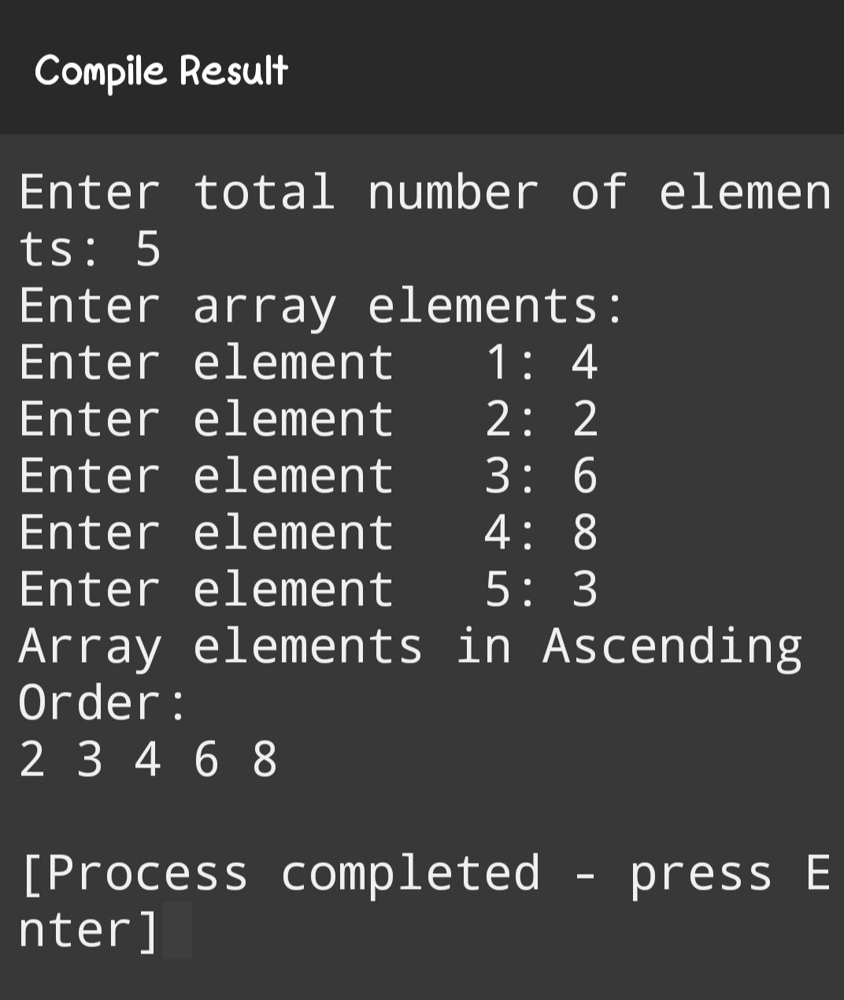 Compile Result
Enter total number of elemen
ts: 5
Enter array elements:
Enter element   1: 4
Enter element   2: 2
Enter element   3: 6
Enter element   4: 8
Enter element   5: 3
Array elements in Ascending
Order:
2 3 4 6 8
[Process completed - press E
nter]